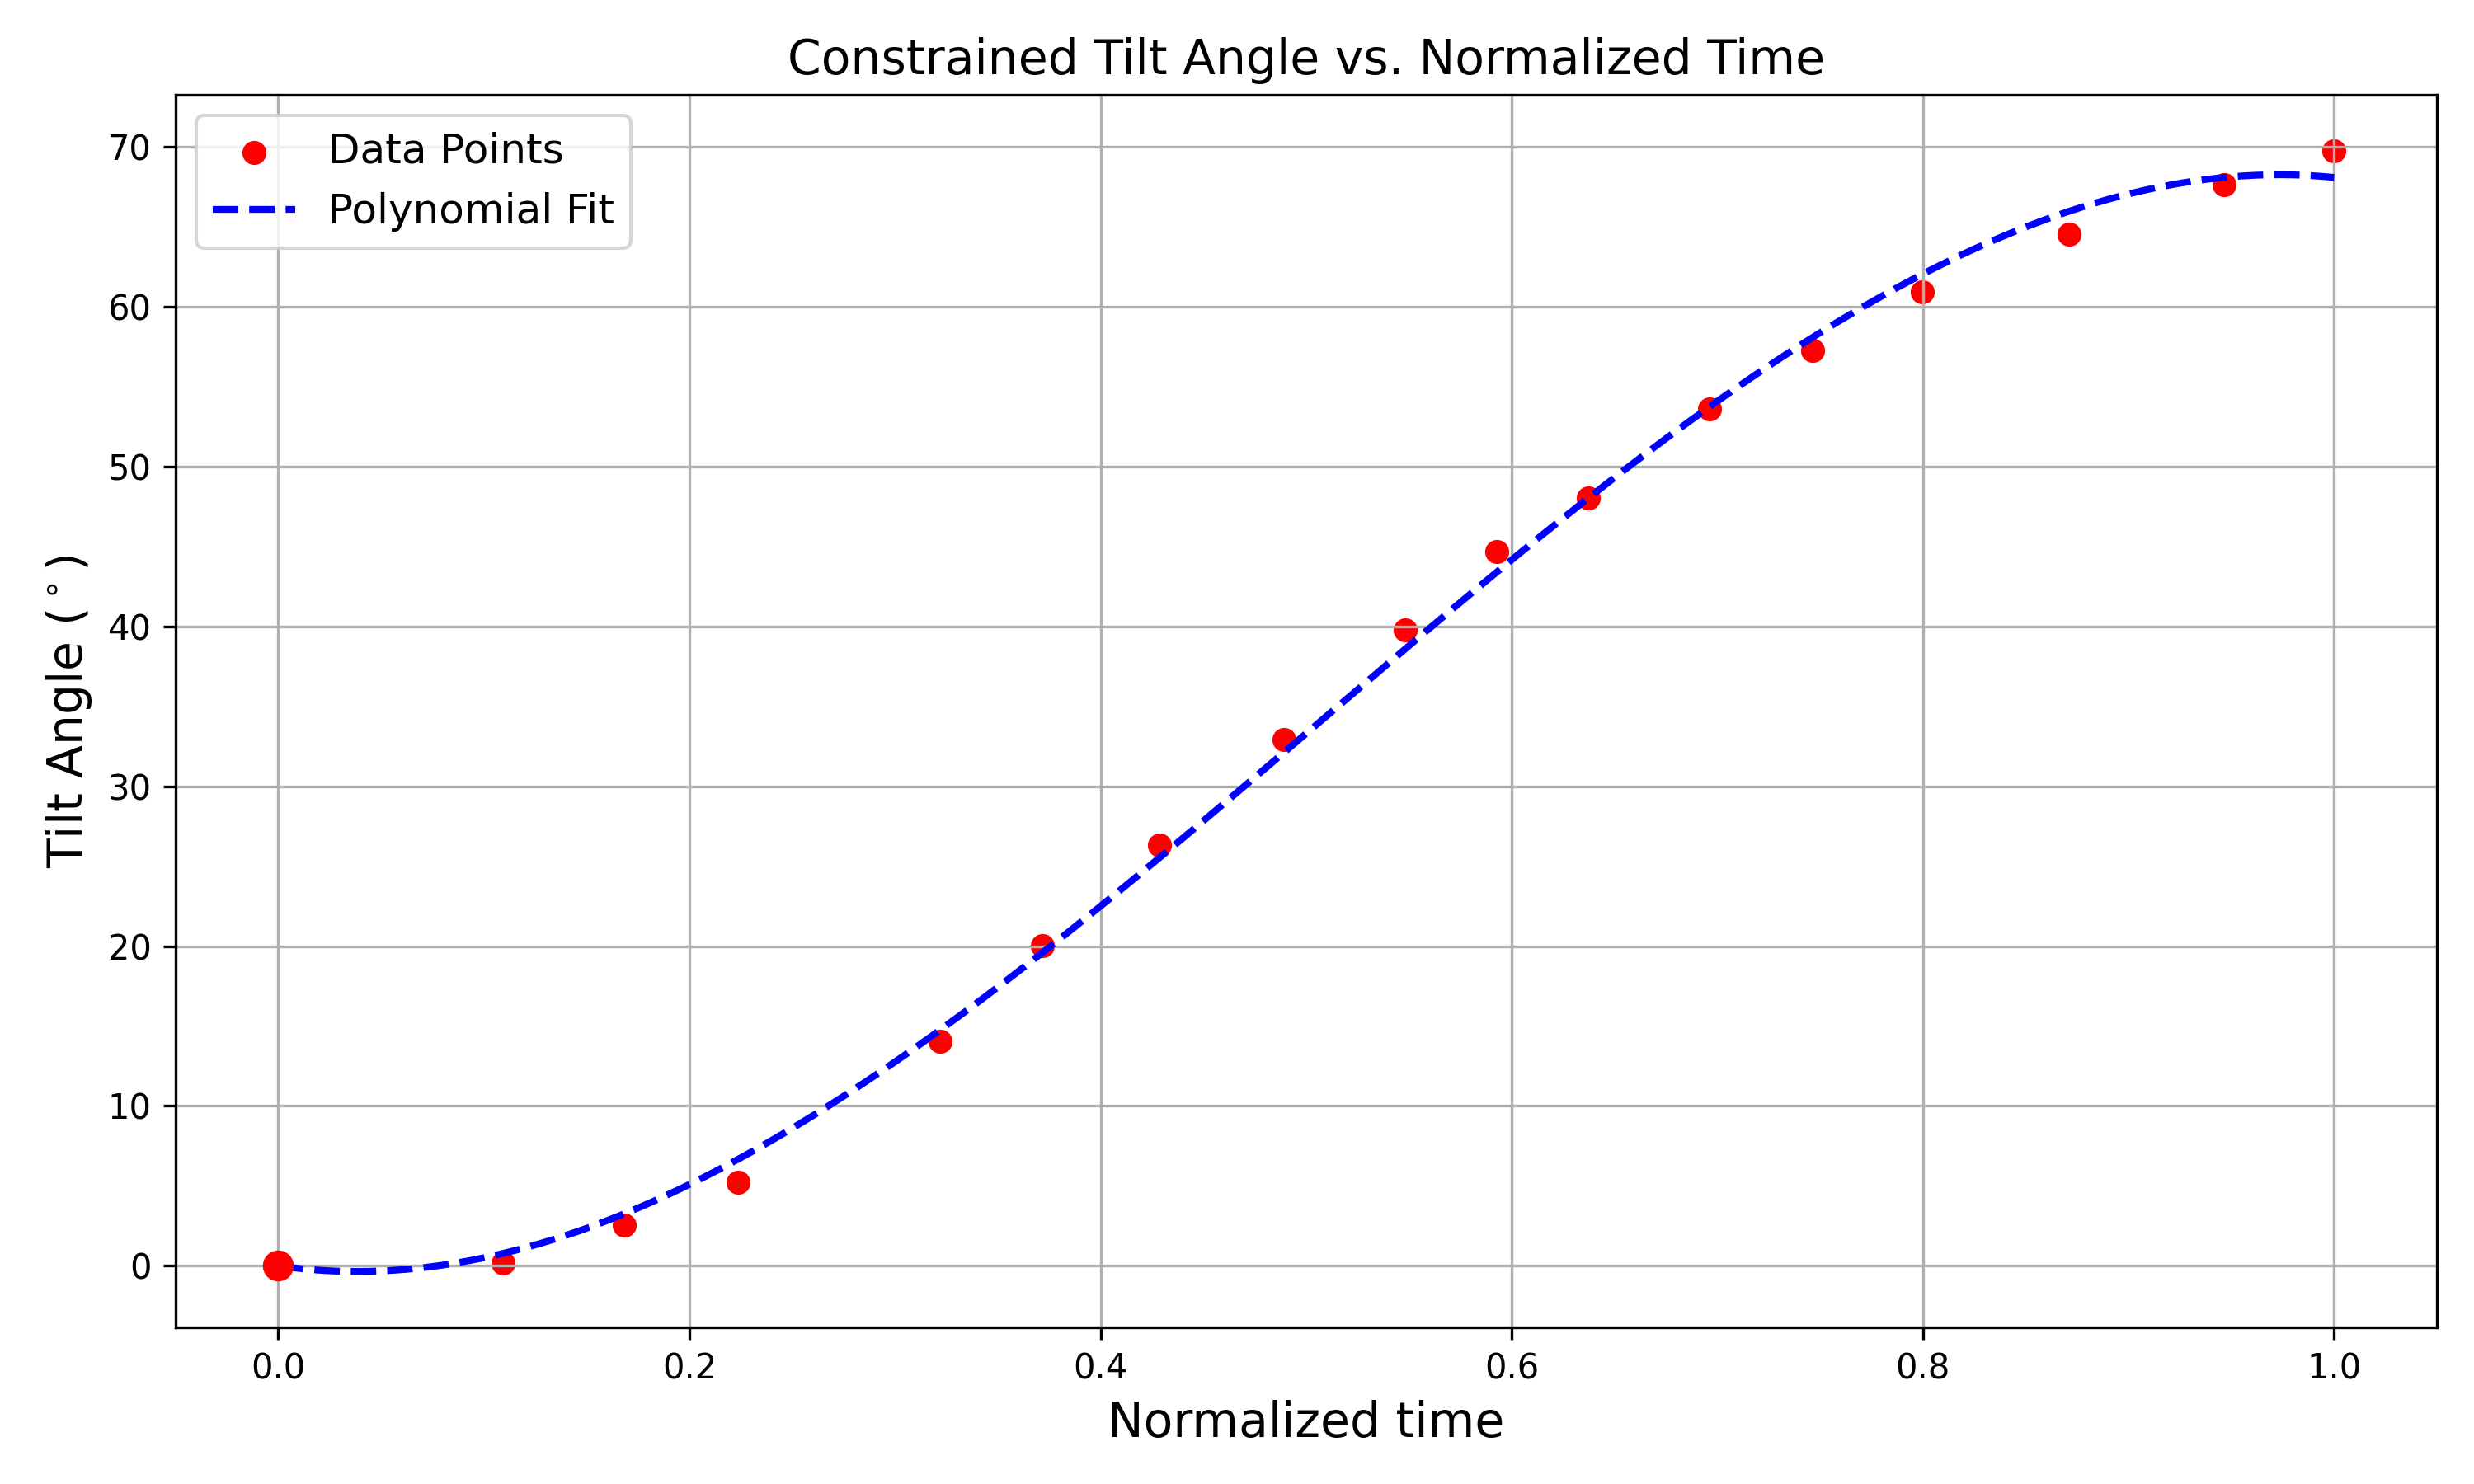 Constrained Tilt Angle vs. Normalized Time
Data Points
Polynomial Fit
Tilt Angle (°)
70
60
50
40
30
20
10
0
0.0 0.2 0.4 0.6 0.8 1.0
Normalized time